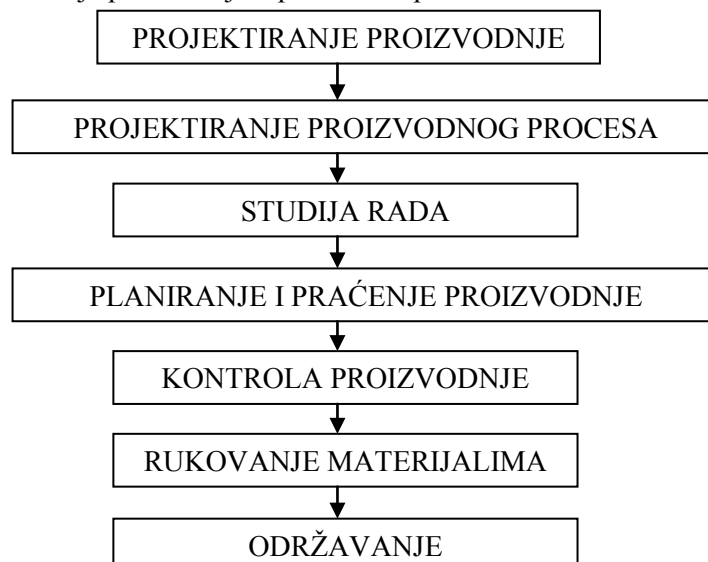 PROJEKTIRANJE PROIZVODNJE
PROJEKTIRANJE PROIZVODNOG PROCESA
STUDIJA RADA
PLANIRANJE I PRAĆENJE PROIZVODNJE
KONTROLA PROIZVODNJE
RUKOVANJE MATERIJALIMA
ODRŽAVANJE